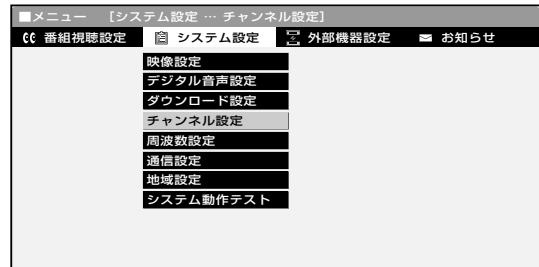 ■メニュー [システム設定 … チャンネル設定]
番組視聴設定 システム設定 外部機器設定 お知らせ
映像設定
デジタル音声設定
ダウンロード設定
チャンネル設定
周波数設定
通信設定
地域設定
システム動作テスト